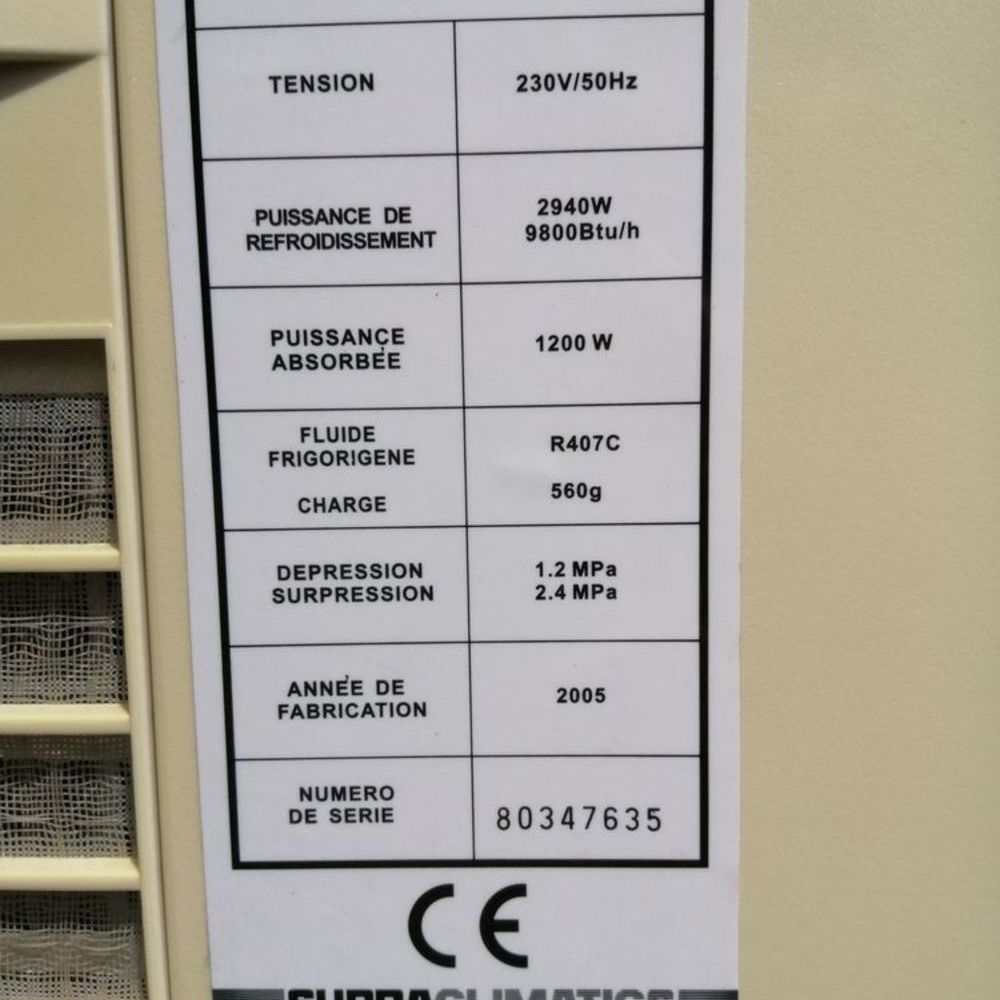 TENSION 230V/50Hz
PUISSANCE DE
REFROIDISSEMENT
2940W
9800Btu/h
PUISSANCE
ABSORBÉE
1200 W
FLUIDE
FRIGORIGENE
R407C
CHARGE
560g
DEPRESSION
SURPRESSION
1.2 MPa
2.4 MPa
ANNÉE DE
FABRICATION
2005
NUMERO
DE SERIE
80347635
CE